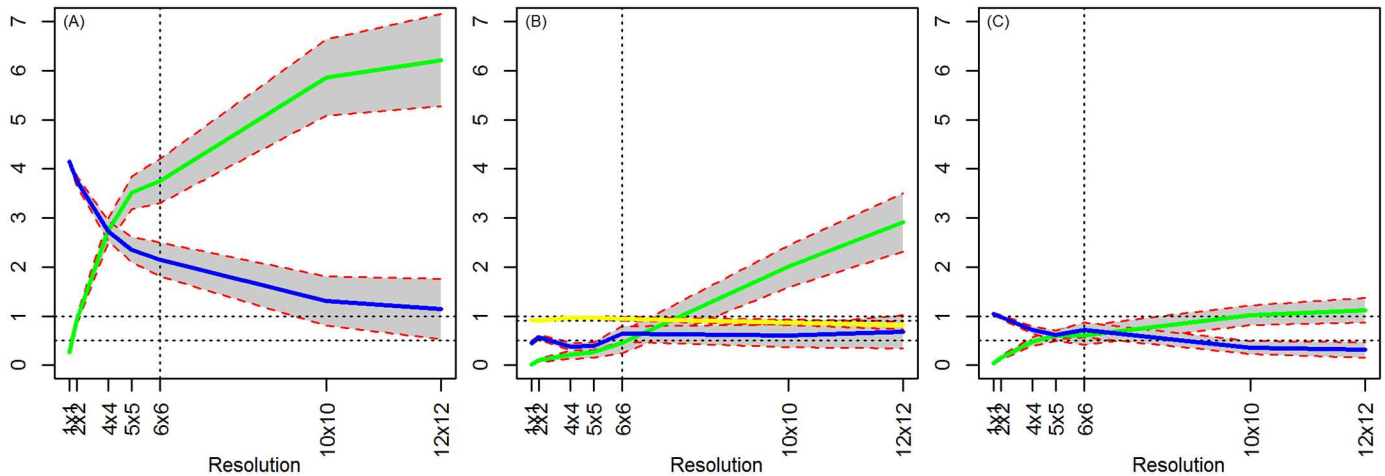 (A)
7
6
5
4
3
2
1
0
1x1
2x2
4x4
5x5
6x6
10x10
12x12
Resolution
(B)
7
6
5
4
3
2
1
0
1x1
2x2
4x4
5x5
6x6
10x10
12x12
Resolution
(C)
7
6
5
4
3
2
1
0
1x1
2x2
4x4
5x5
6x6
10x10
12x12
Resolution